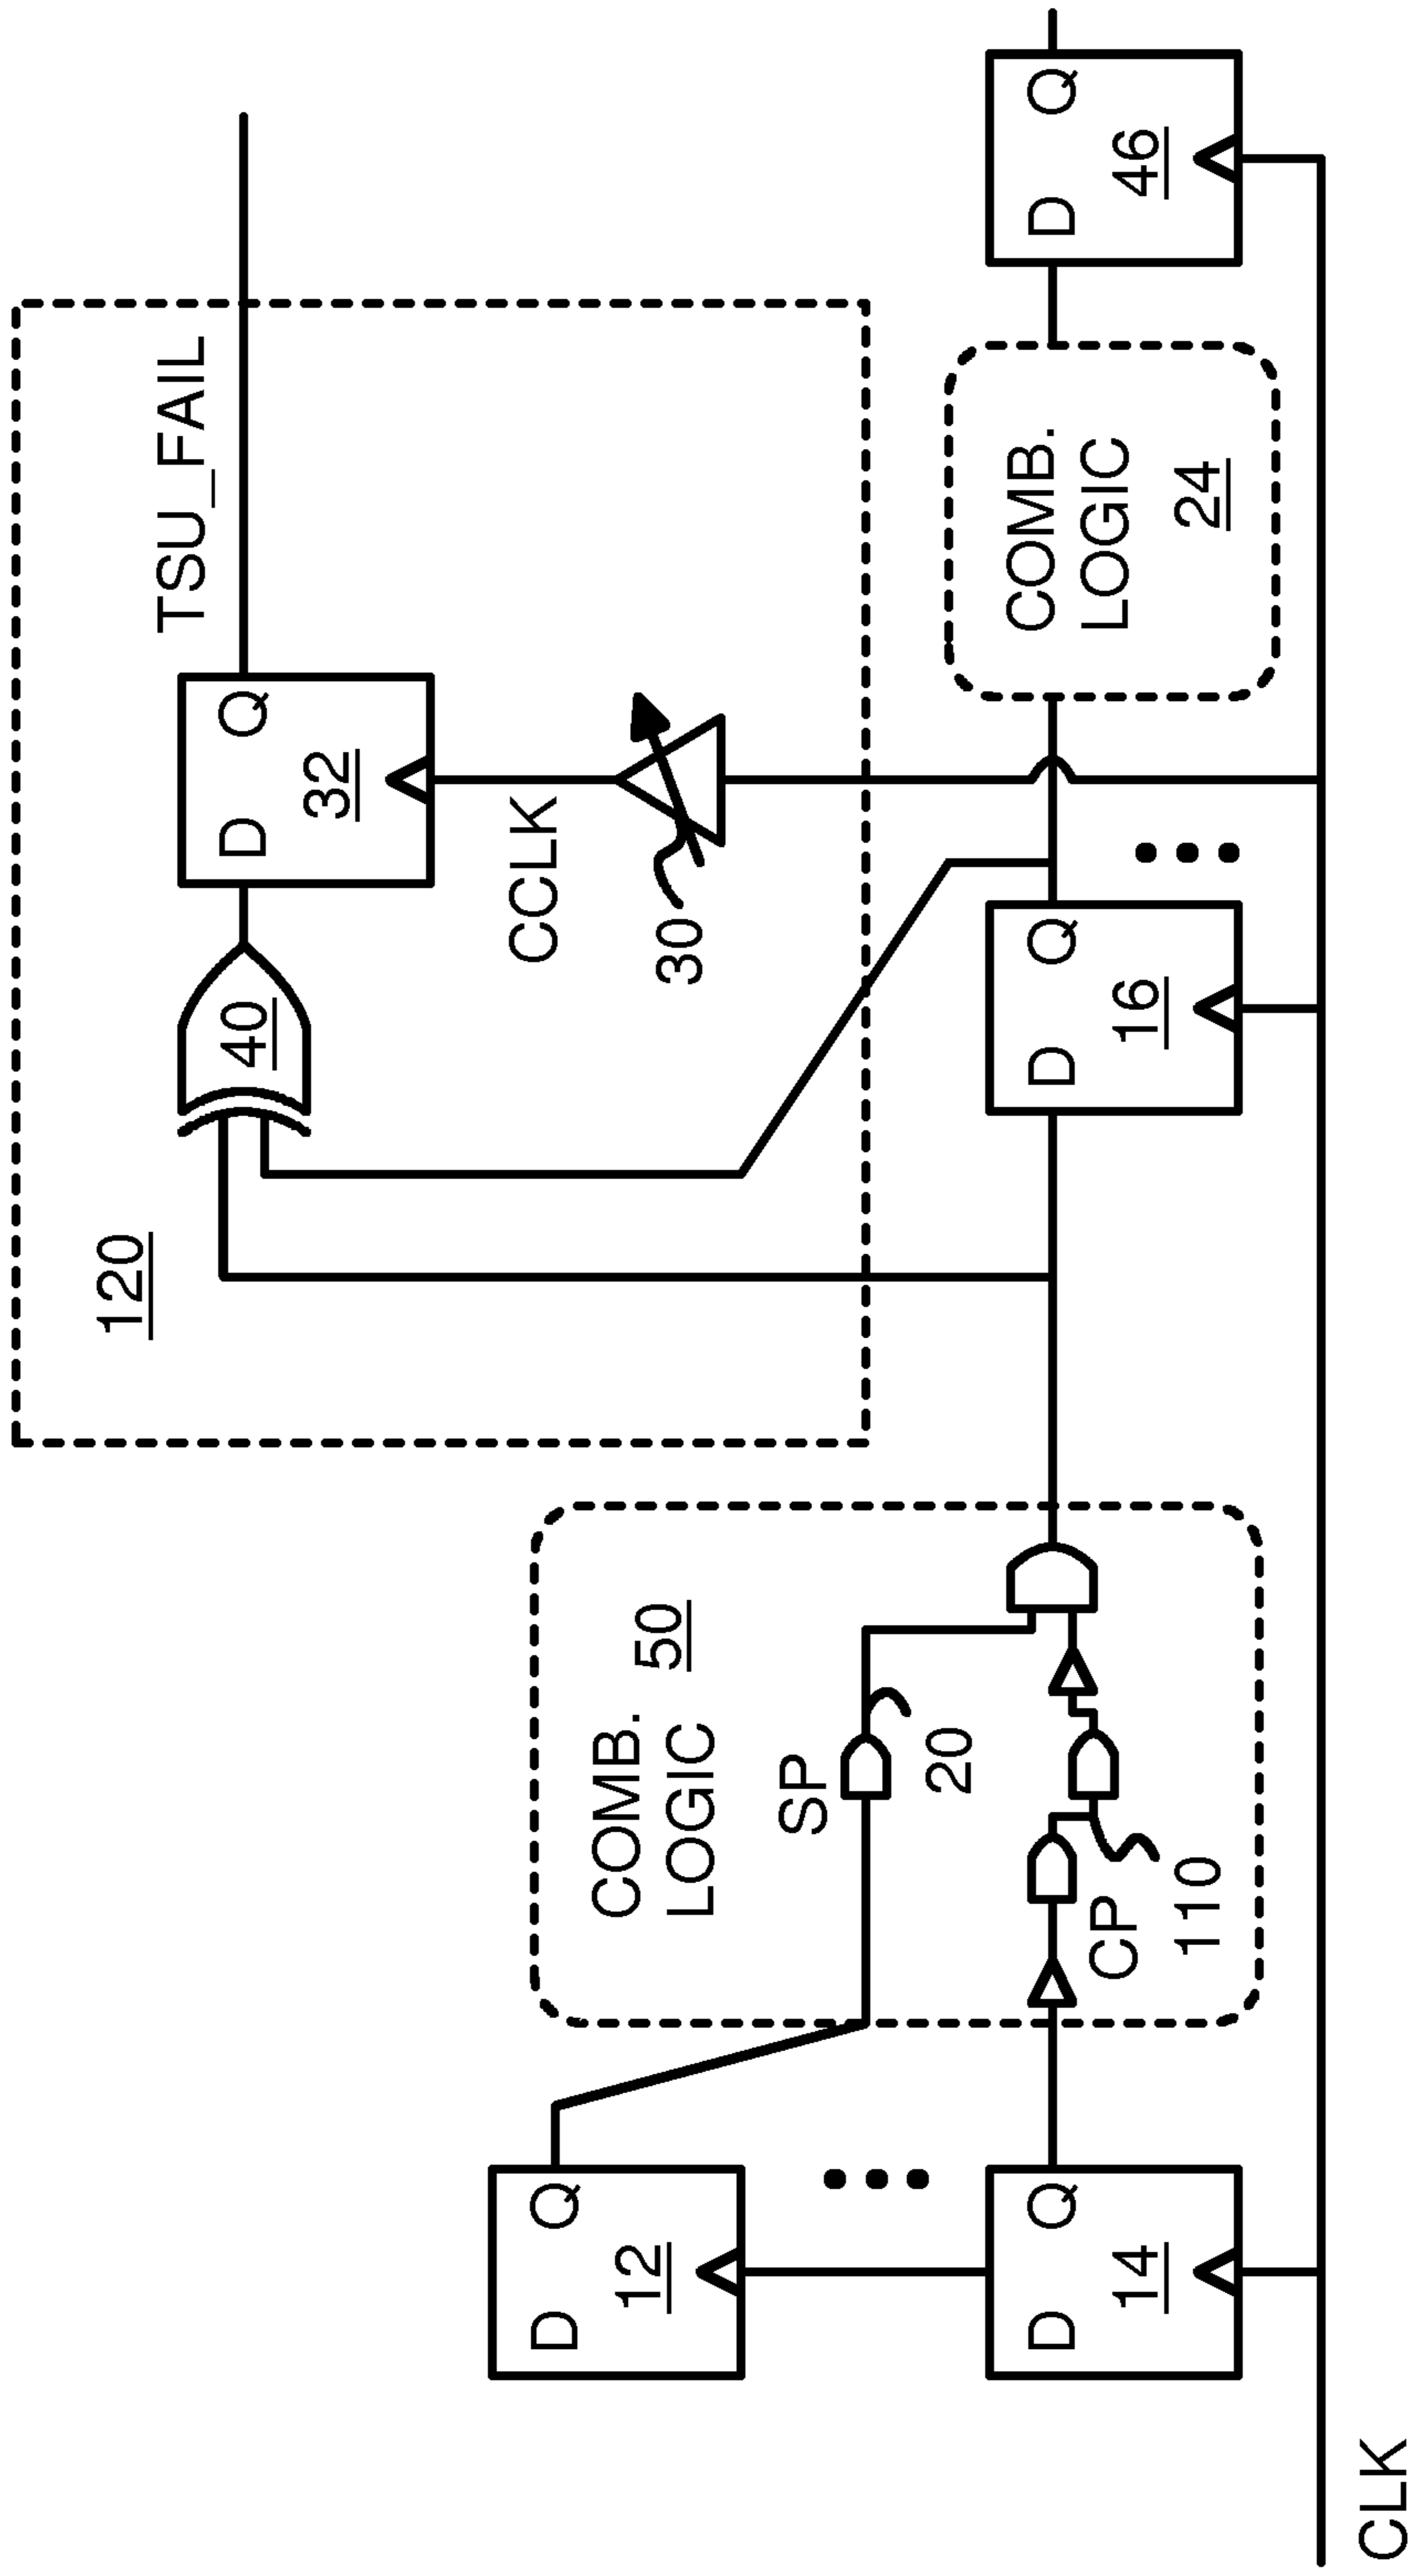 120
TSU_FAIL
40
D Q
32
CCLK
30
COMB.
LOGIC 50
SP
20
CP
110
D Q
12
D Q
14
D Q
16
COMB.
LOGIC
24
D Q
46
CLK